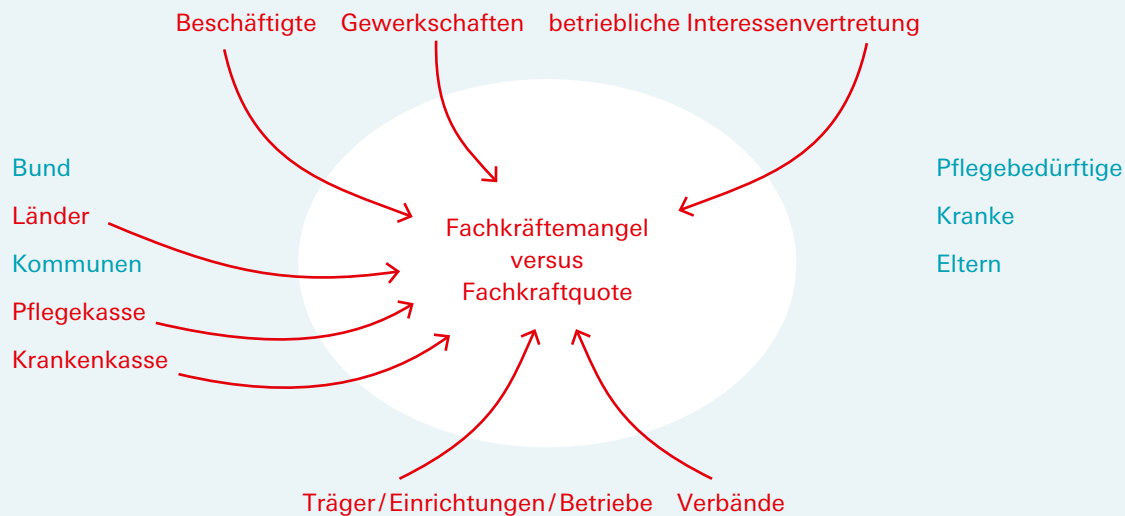 Beschäftigte Gewerkschaften betriebliche Interessenvertretung
Bund
Länder
Kommunen
Pflegekasse
Krankenkasse
Fachkräftemangel
versus
Fachkraftquote
Pflegebedürftige
Kranke
Eltern
Träger/Einrichtungen/Betriebe Verbände